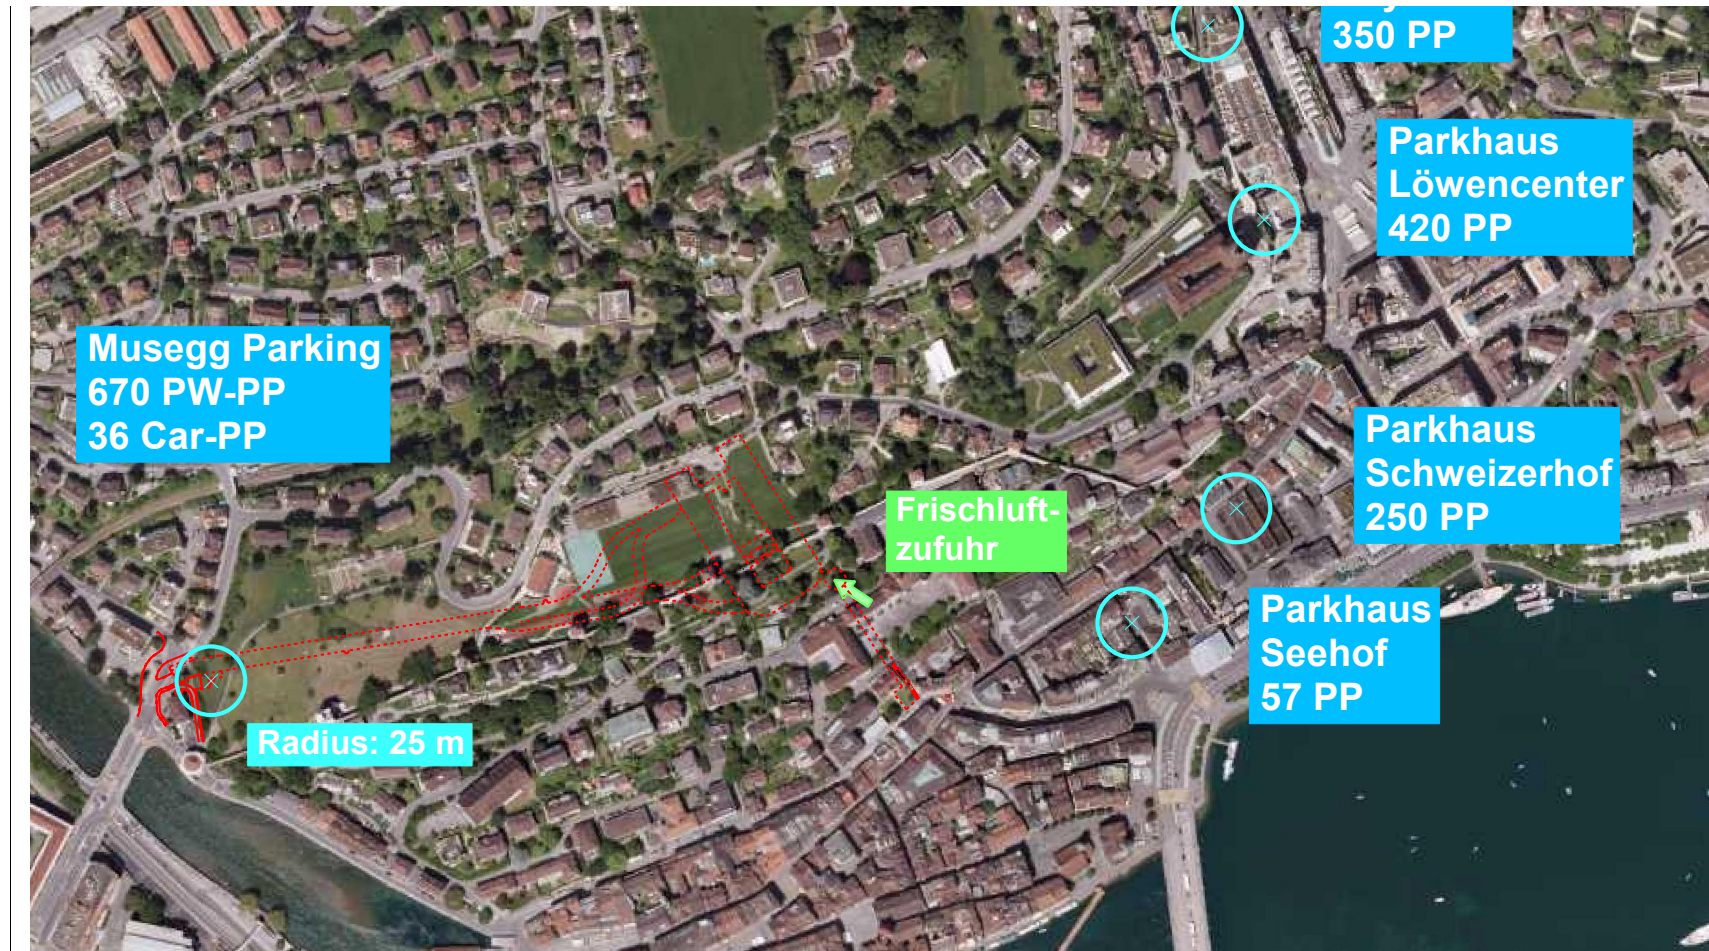 350 PP
Parkhaus
Löwencenter
420 PP
Musegg Parking
670 PW-PP
36 Car-PP
Parkhaus
Schweizerhof
250 PP
Frischluft-
zufuhr
Parkhaus
Seehof
57 PP
Radius: 25 m